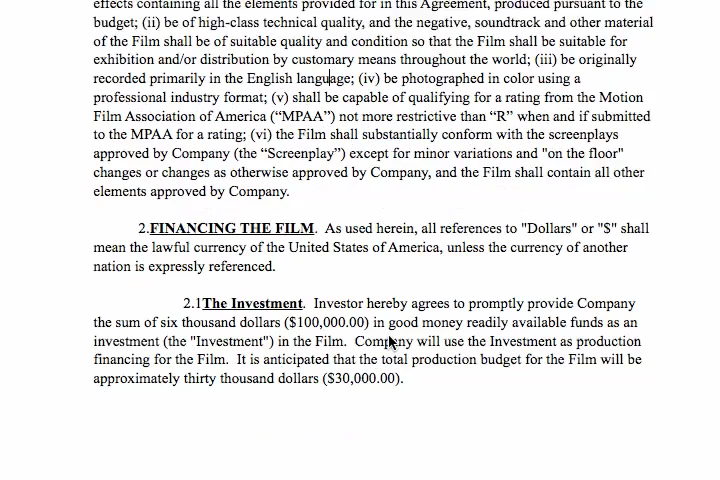 effects containing all the elements provided for in this Agreement, produced pursuant to the
budget; (ii) be of high-class technical quality, and the negative, soundtrack and other material
of the Film shall be of suitable quality and condition so that the Film shall be suitable for
exhibition and/or distribution by customary means throughout the world; (iii) be originally
recorded primarily in the English language; (iv) be photographed in color using a
professional industry format; (v) shall be capable of qualifying for a rating from the Motion
Film Association of America (“MPAA”) not more restrictive than “R” when and if submitted
to the MPAA for a rating; (vi) the Film shall substantially conform with the screenplays
approved by Company (the “Screenplay”) except for minor variations and "on the floor"
changes or changes as otherwise approved by Company, and the Film shall contain all other
elements approved by Company.
2.FINANCING THE FILM. As used herein, all references to "Dollars" or "$" shall
mean the lawful currency of the United States of America, unless the currency of another
nation is expressly referenced.
2.1The Investment. Investor hereby agrees to promptly provide Company
the sum of six thousand dollars ($100,000.00) in good money readily available funds as an
investment (the "Investment") in the Film. Company will use the Investment as production
financing for the Film. It is anticipated that the total production budget for the Film will be
approximately thirty thousand dollars ($30,000.00).